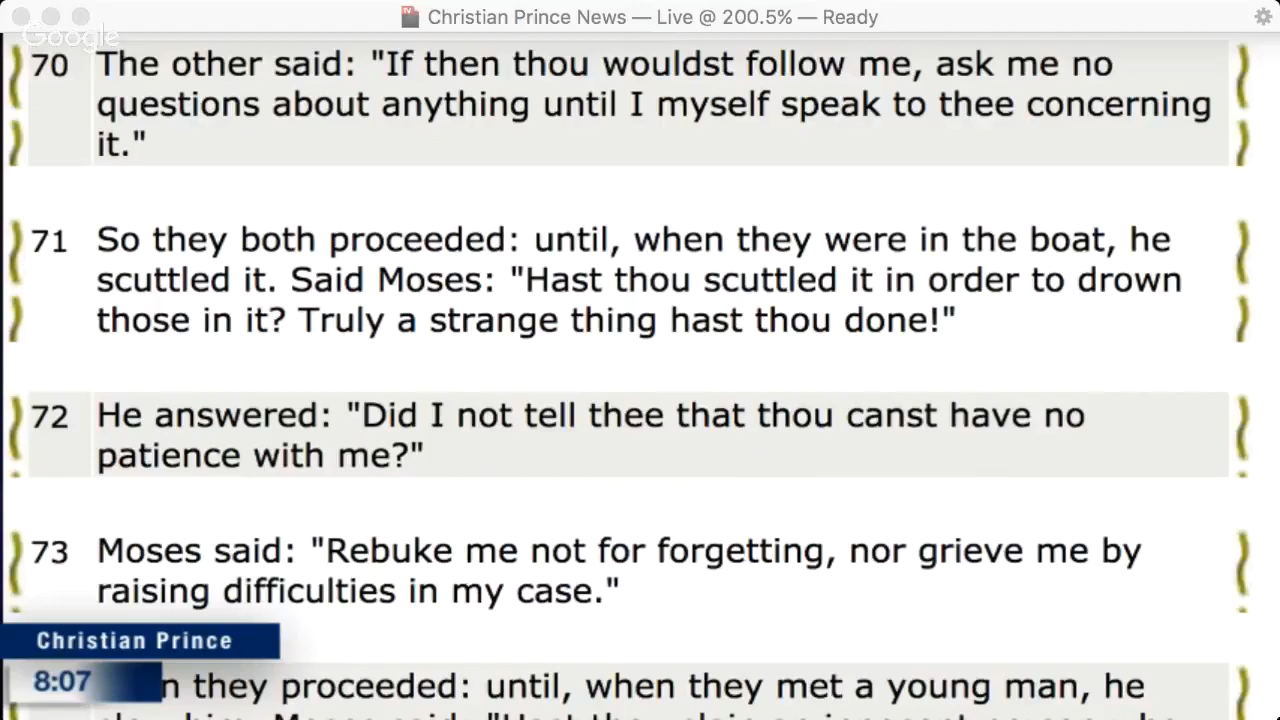 Christian Prince News — Live @ 200.5% — Ready
Google
70 The other said: "If then thou wouldst follow me, ask me no
questions about anything until I myself speak to thee concerning
it."
71 So they both proceeded: until, when they were in the boat, he
scuttled it. Said Moses: "Hast thou scuttled it in order to drown
those in it? Truly a strange thing hast thou done!"
72 He answered: "Did I not tell thee that thou canst have no
patience with me?"
73 Moses said: "Rebuke me not for forgetting, nor grieve me by
raising difficulties in my case."
Christian Prince
8:07
n they proceeded: until, when they met a young man, he